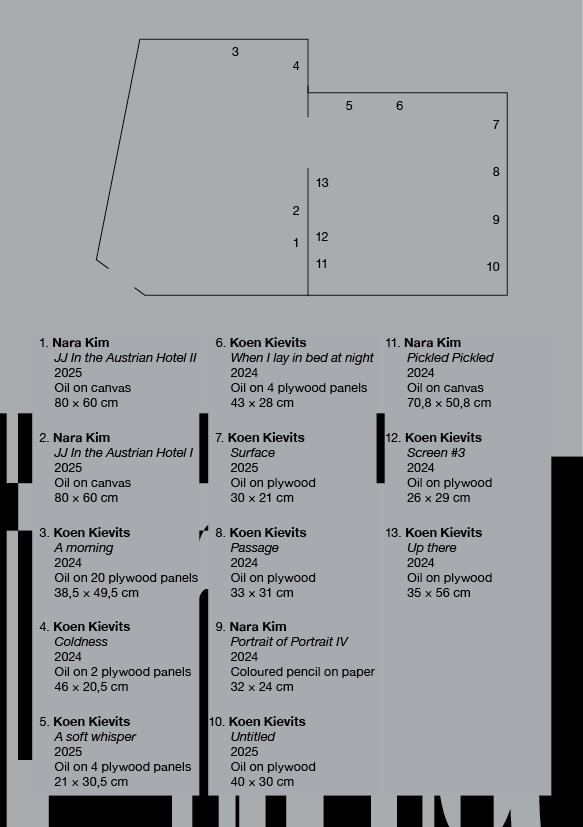 3
4
5
6
7
8
13
2
9
12
1
11
10
1. Nara Kim
JJ In the Austrian Hotel II
2025
Oil on canvas
80 × 60 cm
2. Nara Kim
JJ In the Austrian Hotel I
2025
Oil on canvas
80 × 60 cm
3. Koen Kievits
A morning
2024
Oil on 20 plywood panels
38,5 × 49,5 cm
4. Koen Kievits
Coldness
2024
Oil on 2 plywood panels
46 × 20,5 cm
5. Koen Kievits
A soft whisper
2025
Oil on 4 plywood panels
21 × 30,5 cm
6. Koen Kievits
When I lay in bed at night
2024
Oil on 4 plywood panels
43 × 28 cm
7. Koen Kievits
Surface
2025
Oil on plywood
30 × 21 cm
8. Koen Kievits
Passage
2024
Oil on plywood
33 × 31 cm
9. Nara Kim
Portrait of Portrait IV
2024
Coloured pencil on paper
32 × 24 cm
10. Koen Kievits
Untitled
2025
Oil on plywood
40 × 30 cm
11. Nara Kim
Pickled Pickled
2024
Oil on canvas
70,8 × 50,8 cm
12. Koen Kievits
Screen #3
2024
Oil on plywood
26 × 29 cm
13. Koen Kievits
Up there
2024
Oil on plywood
35 × 56 cm